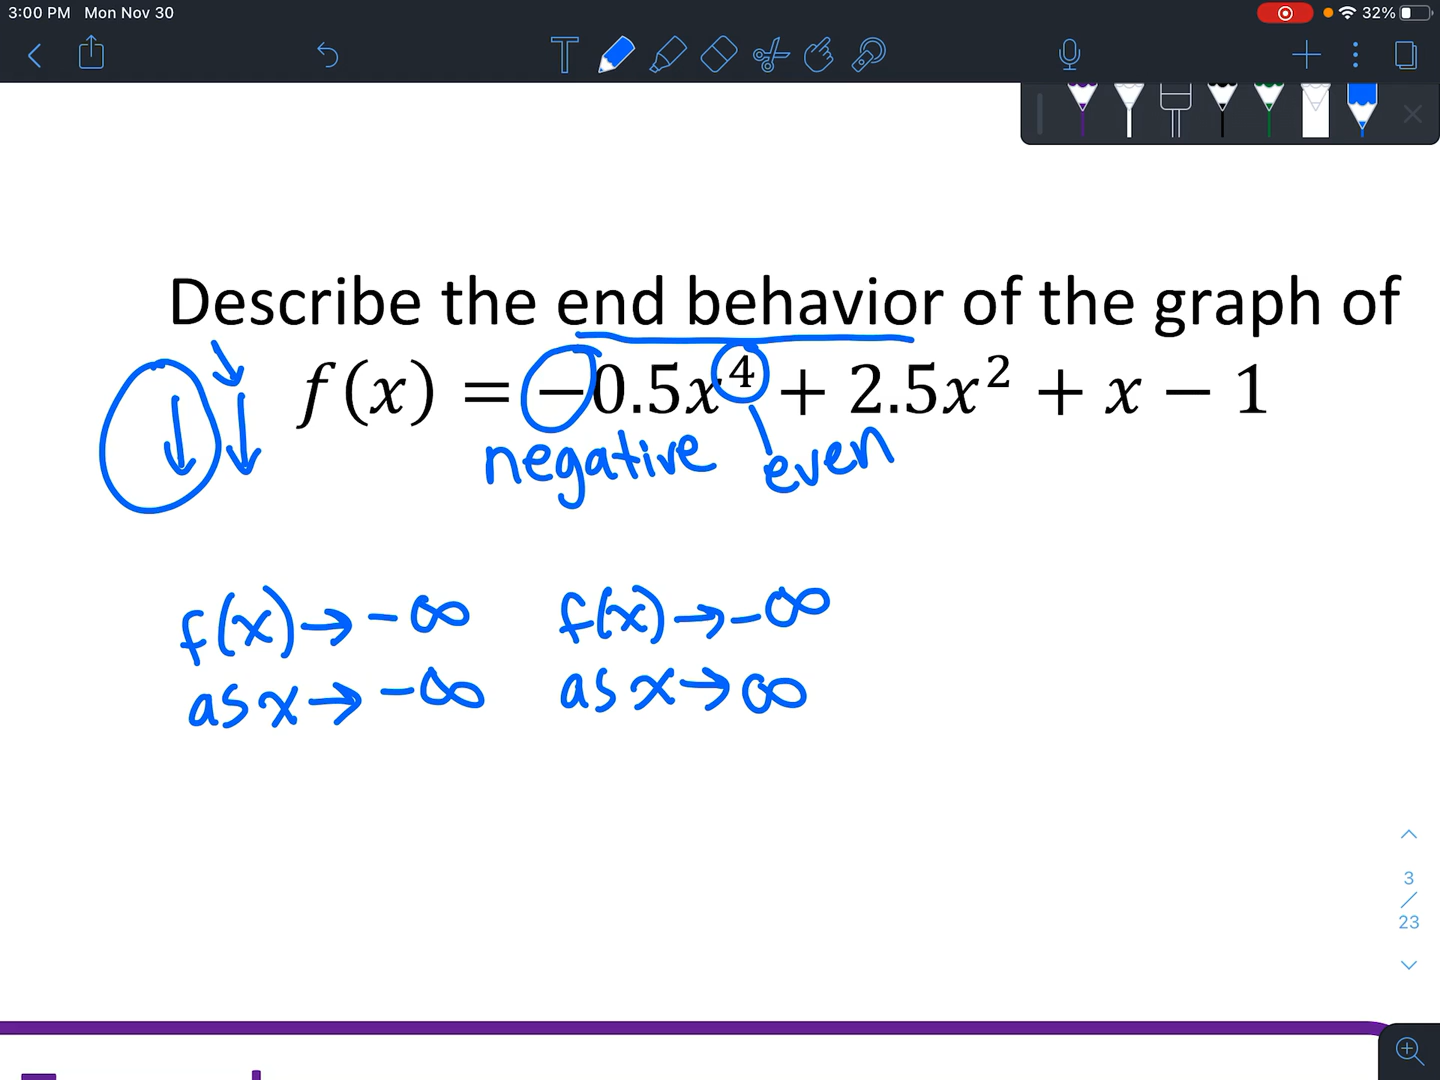 3:00 PM Mon Nov 30
32%
Describe the end behavior of the graph of
f(x) = −0.5x⁴ + 2.5x² + x − 1
negative even
f(x) → -∞ f(x) → -∞
as x → -∞ as x → ∞
3
/
23